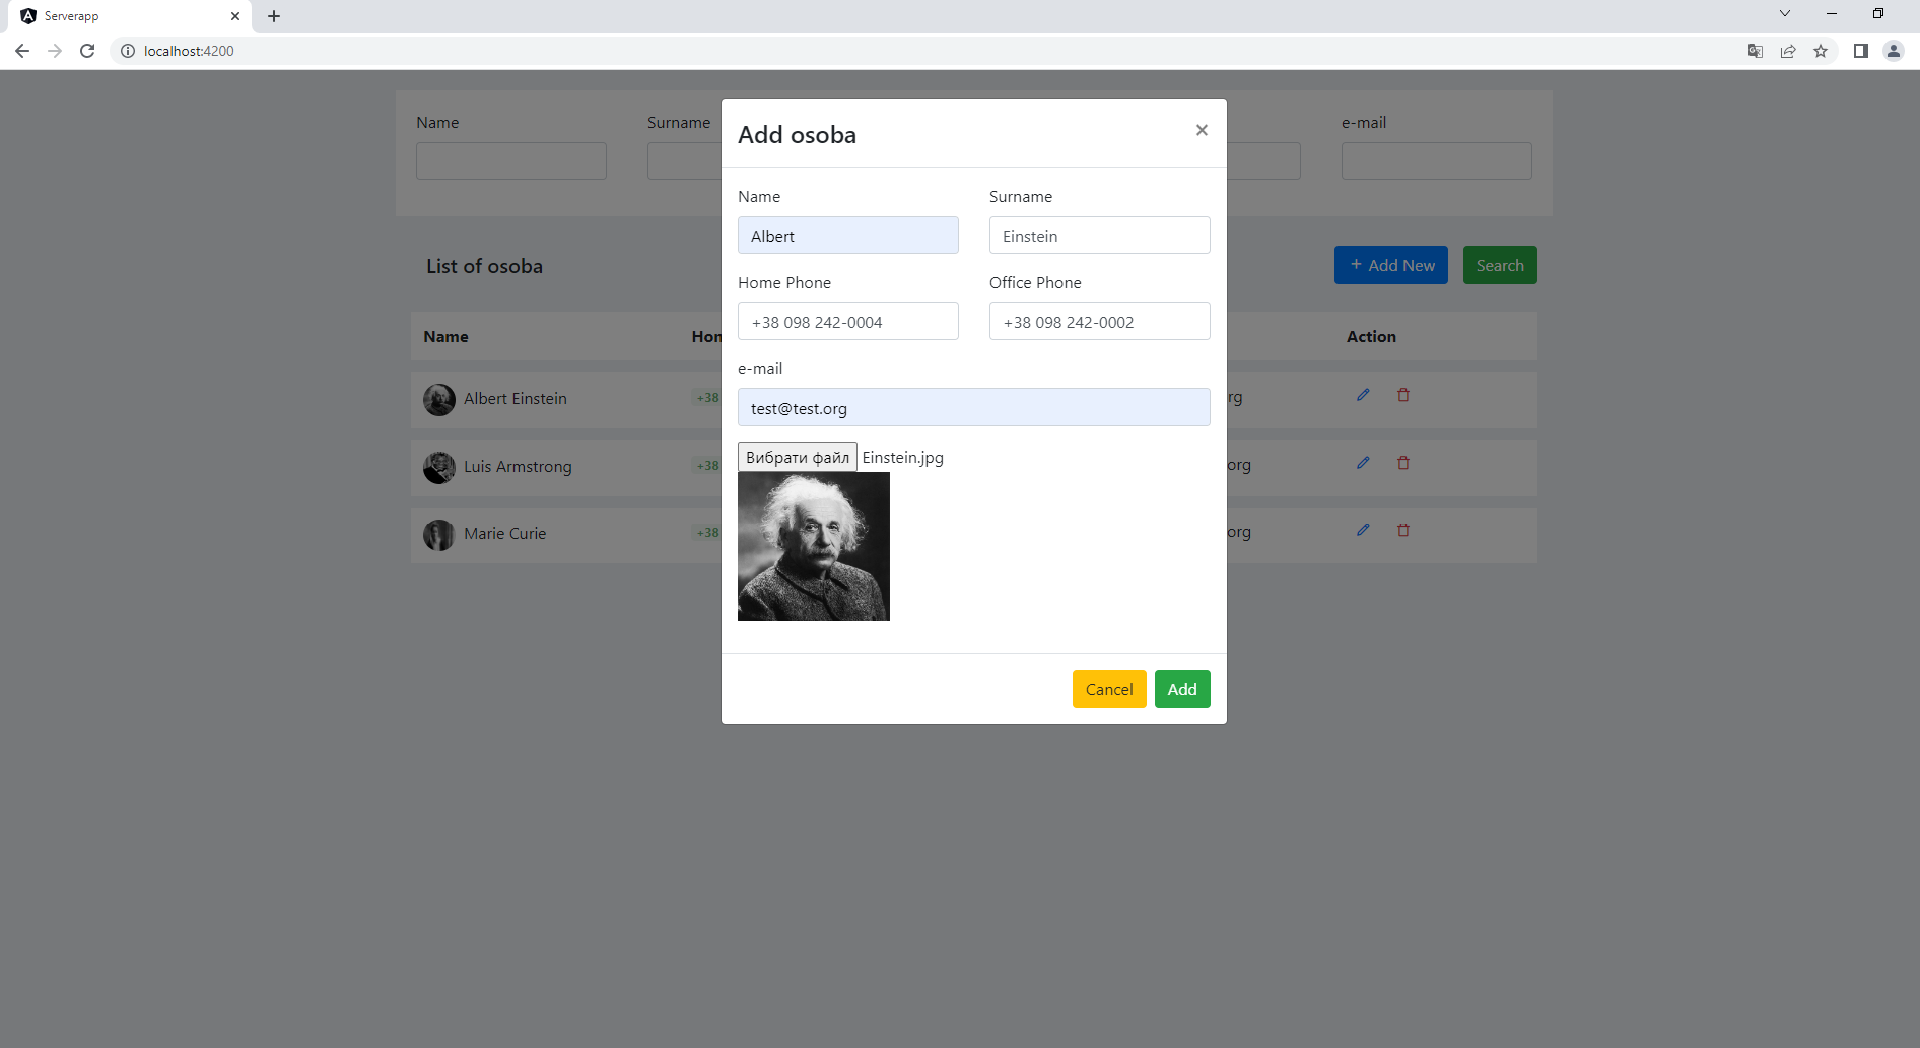 Serverapp
localhost:4200
Name
Surname
e-mail
Add osoba
Name
Surname
Albert
Einstein
Home Phone
Office Phone
+38 098 242-0004
+38 098 242-0002
e-mail
test@test.org
Вибрати файл Einstein.jpg
Cancel
Add
List of osoba
+ Add New
Search
Name
Hon
Action
Albert Einstein
+38
rg
Luis Armstrong
+38
org
Marie Curie
+38
org